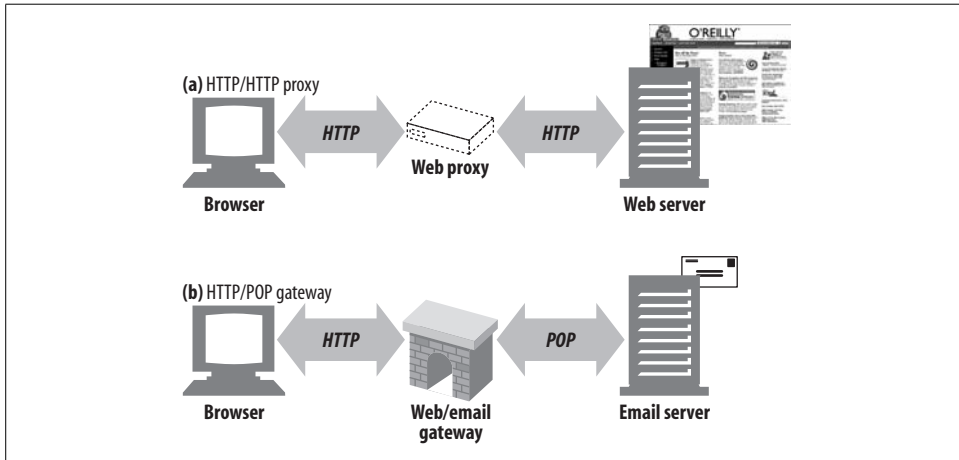 O'REILLY
(a) HTTP/HTTP proxy
HTTP
HTTP
Web proxy
Browser
Web server
(b) HTTP/POP gateway
HTTP
POP
Browser
Web/email
gateway
Email server